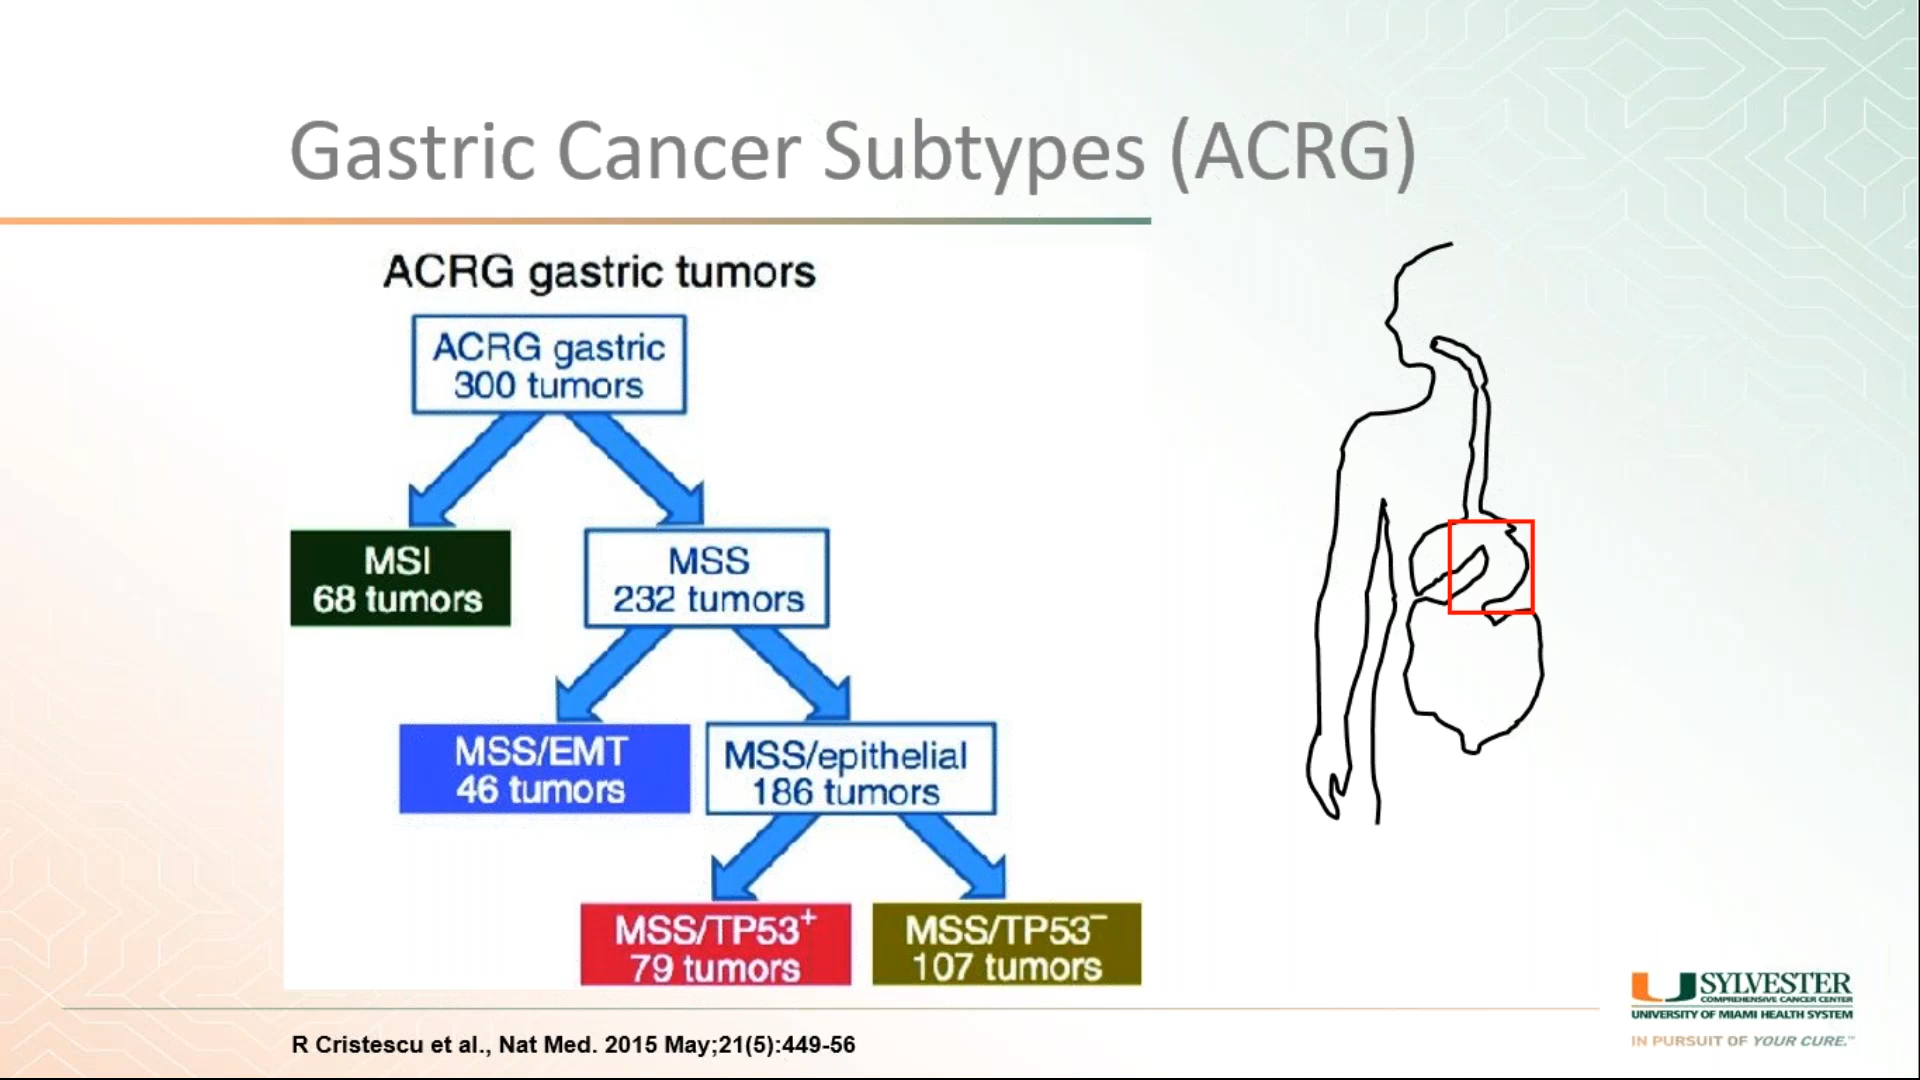 Gastric Cancer Subtypes (ACRG)
ACRG gastric tumors
ACRG gastric
300 tumors
MSI
68 tumors
MSS
232 tumors
MSS/EMT
46 tumors
MSS/epithelial
186 tumors
MSS/TP53⁺
79 tumors
MSS/TP53⁻
107 tumors
R Cristescu et al., Nat Med. 2015 May;21(5):449-56
SYLVESTER
COMPREHENSIVE CANCER CENTER
UNIVERSITY OF MIAMI HEALTH SYSTEM
IN PURSUIT OF YOUR CURE.™